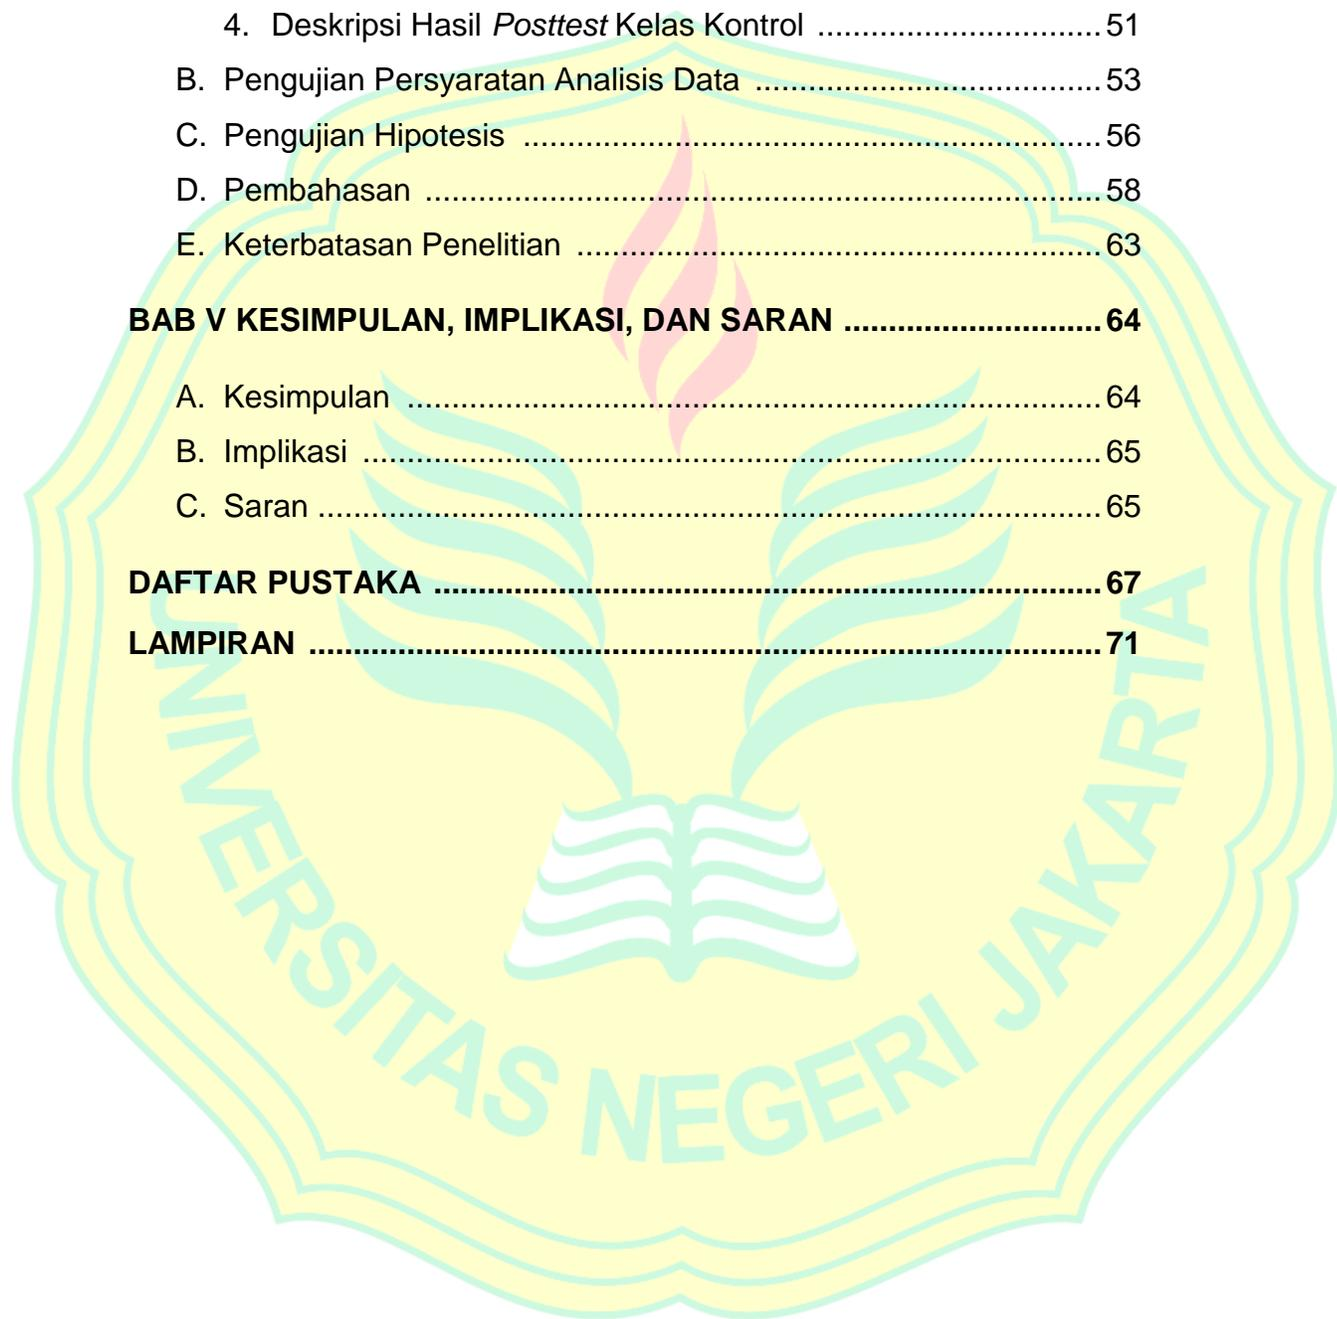 4. Deskripsi Hasil Posttest Kelas Kontrol ................................ 51
B. Pengujian Persyaratan Analisis Data ....................................... 53
C. Pengujian Hipotesis ................................................................. 56
D. Pembahasan ............................................................................ 58
E. Keterbatasan Penelitian ........................................................... 63
BAB V KESIMPULAN, IMPLIKASI, DAN SARAN ............................. 64
A. Kesimpulan .............................................................................. 64
B. Implikasi ................................................................................... 65
C. Saran ........................................................................................ 65
DAFTAR PUSTAKA ........................................................................... 67
LAMPIRAN ......................................................................................... 71
UNIVERSITAS NEGERI JAKARTA